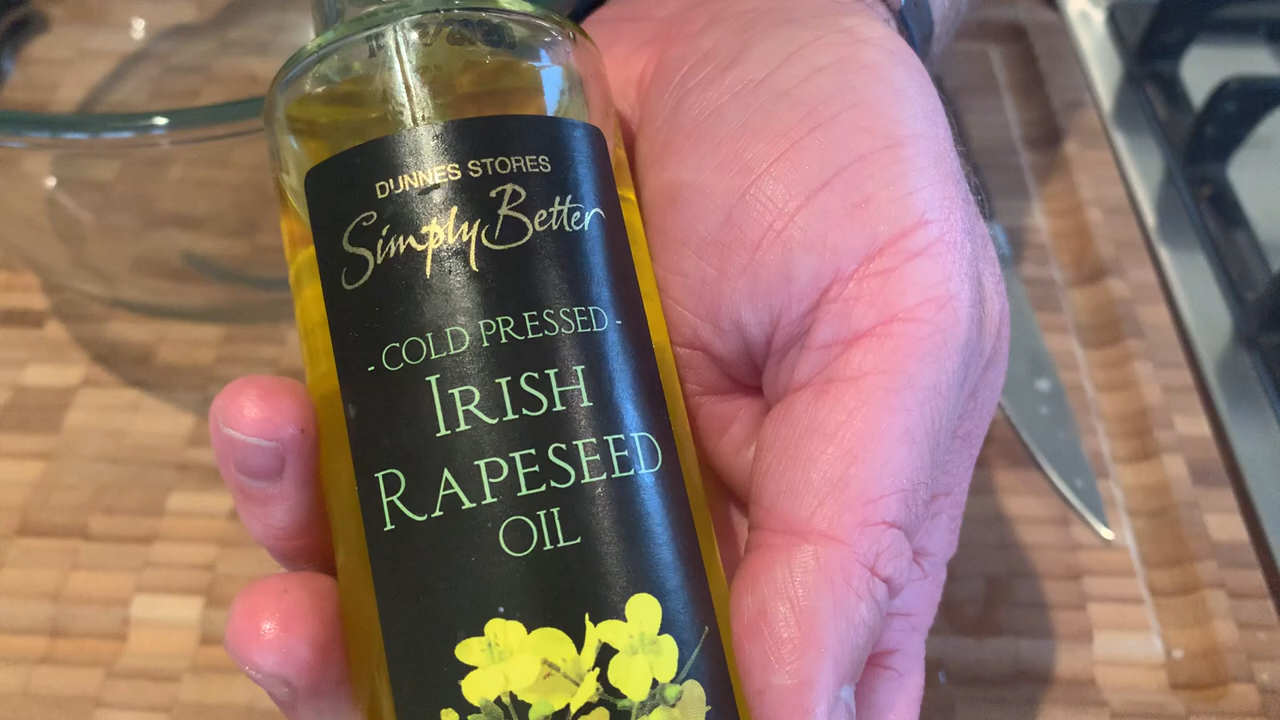 DUNNES STORES
Simply Better
- COLD PRESSED -
IRISH
RAPESEED
OIL